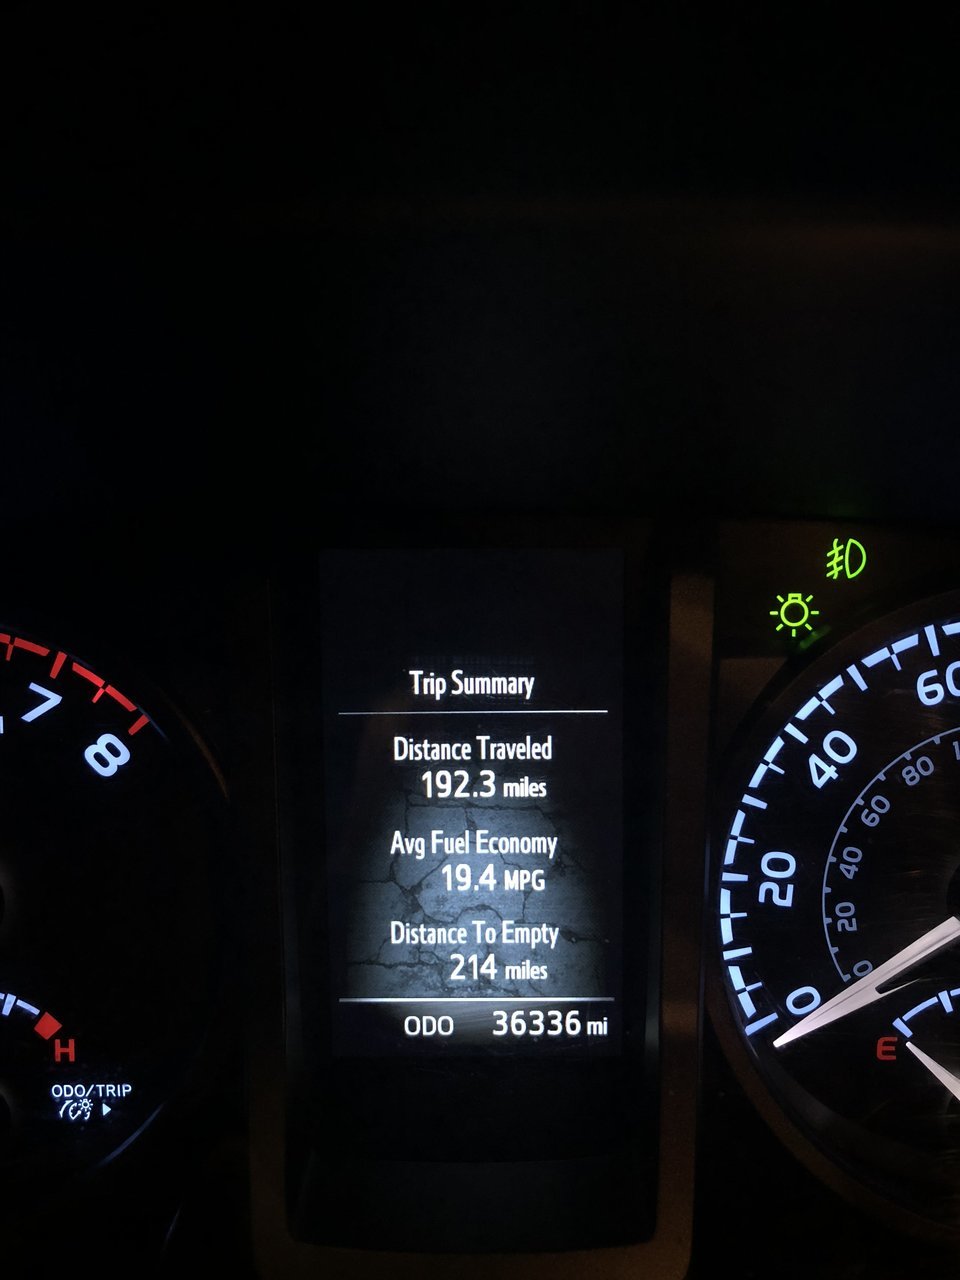 7
8
H
ODO/TRIP
Trip Summary
Distance Traveled
192.3 miles
Avg Fuel Economy
19.4 MPG
Distance To Empty
214 miles
ODO 36336 mi
60
40
20
0
80
60
40
20
0
E